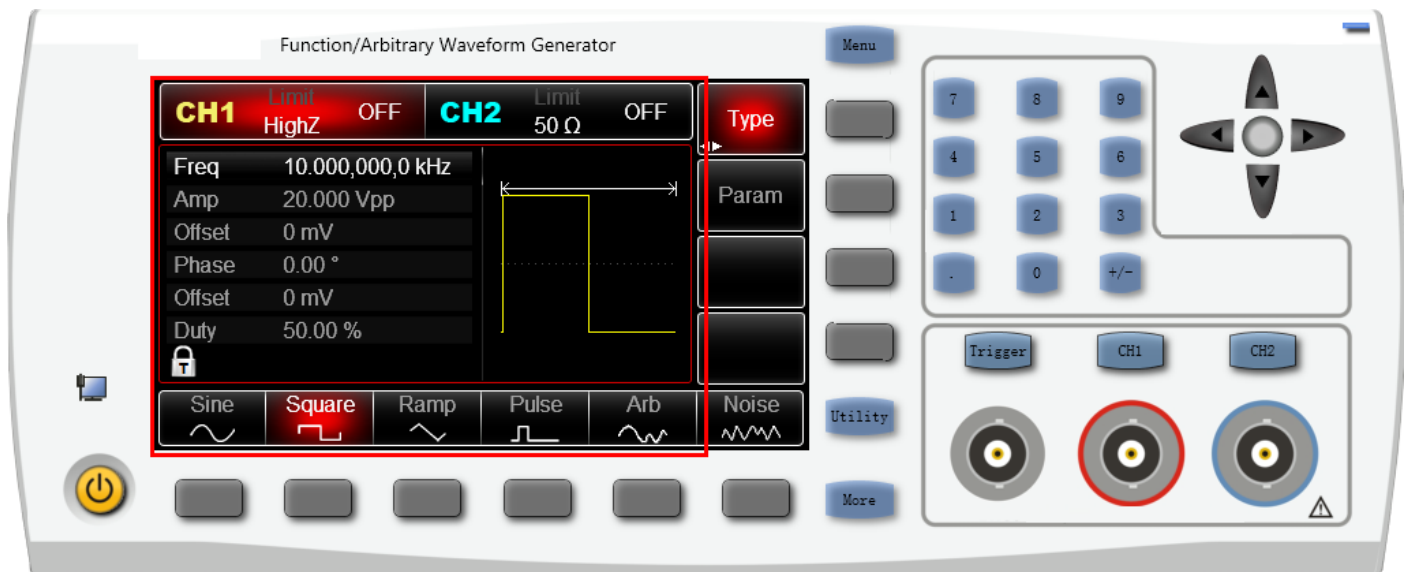 Function/Arbitrary Waveform Generator
Menu
CH1 Limit HighZ OFF
CH2 Limit 50 Ω OFF
Type
Freq 10.000,000,0 kHz
Amp 20.000 Vpp
Offset 0 mV
Phase 0.00 °
Offset 0 mV
Duty 50.00 %
T
Param
Sine
Square
Ramp
Pulse
Arb
Noise
Utility
More
7 8 9
4 5 6
1 2 3
. 0 +/-
Trigger
CH1
CH2